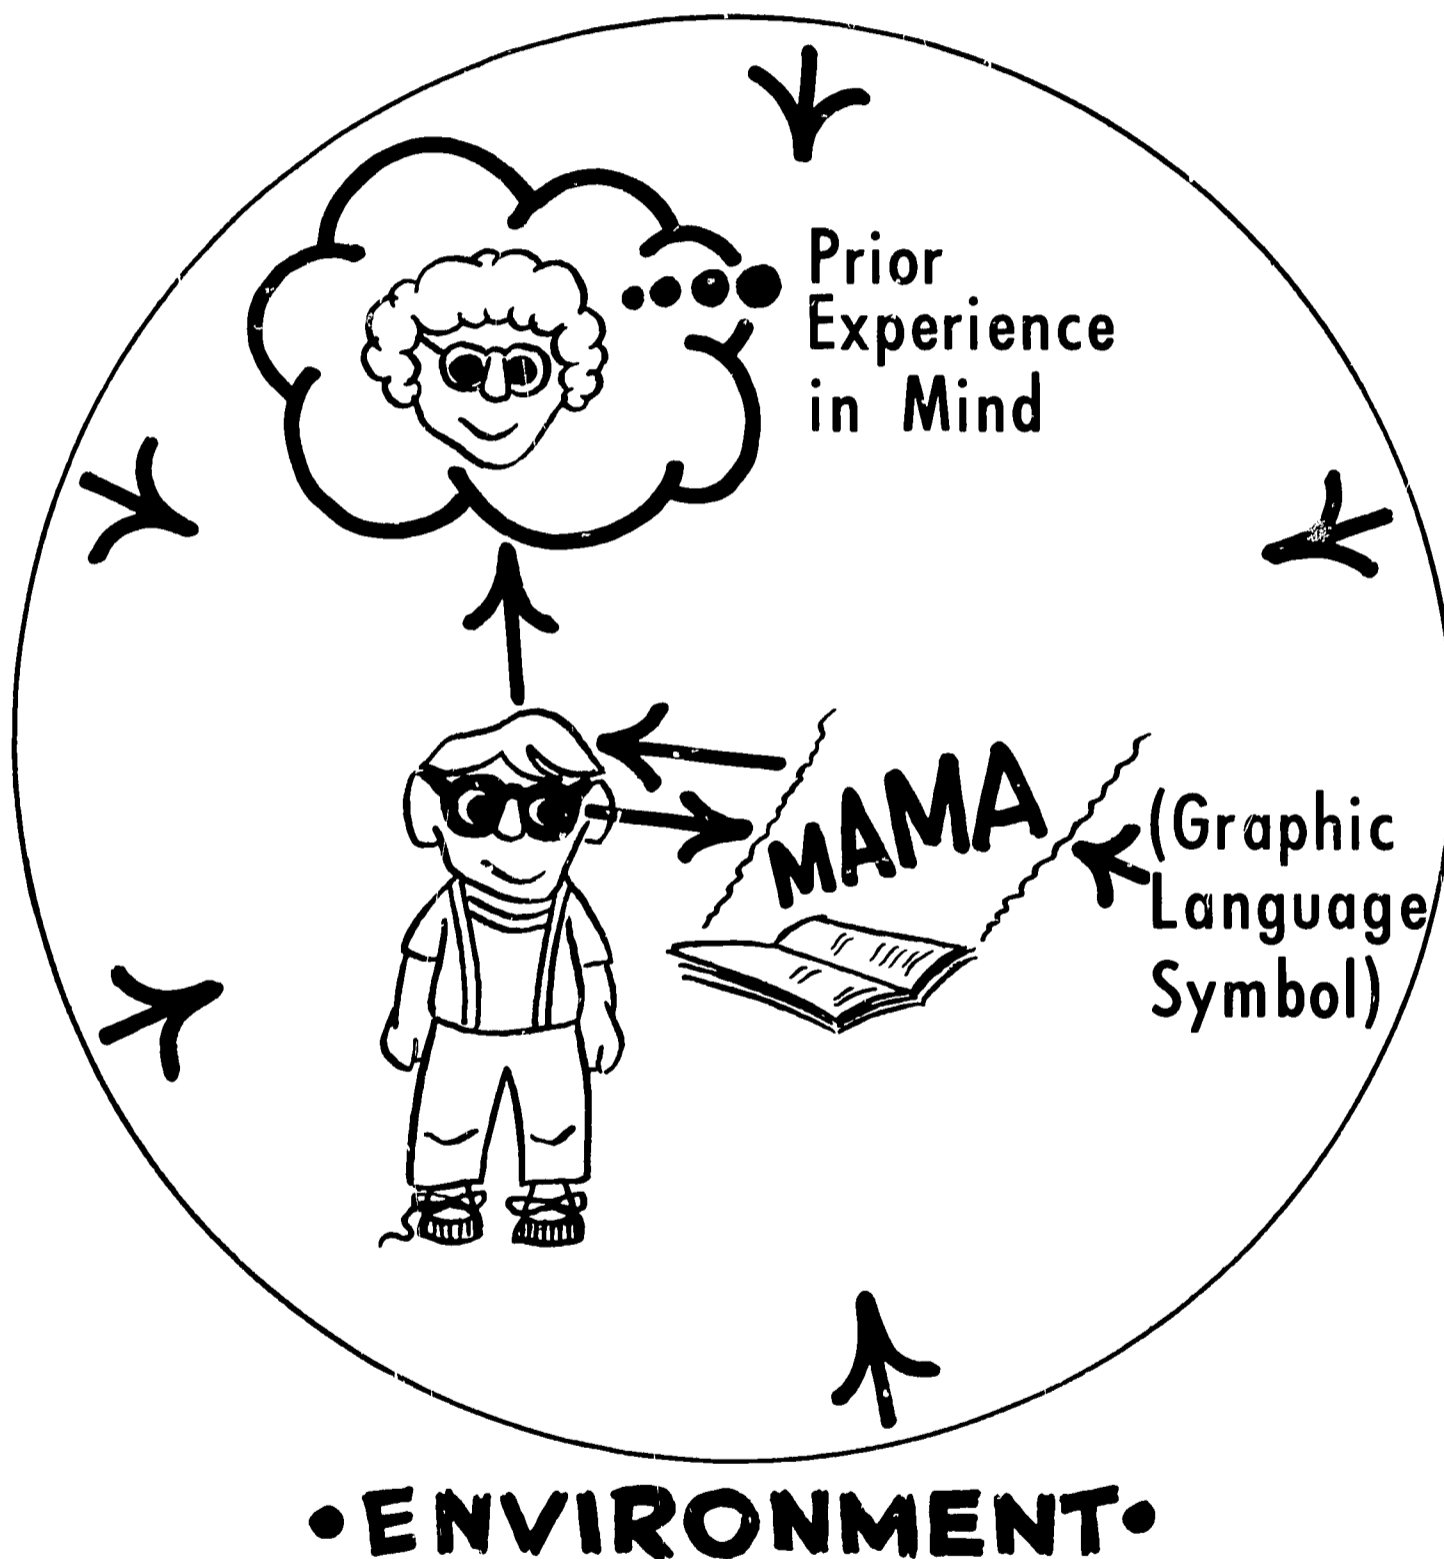 Prior
Experience
in Mind
MAMA
(Graphic
Language
Symbol)
•ENVIRONMENT•